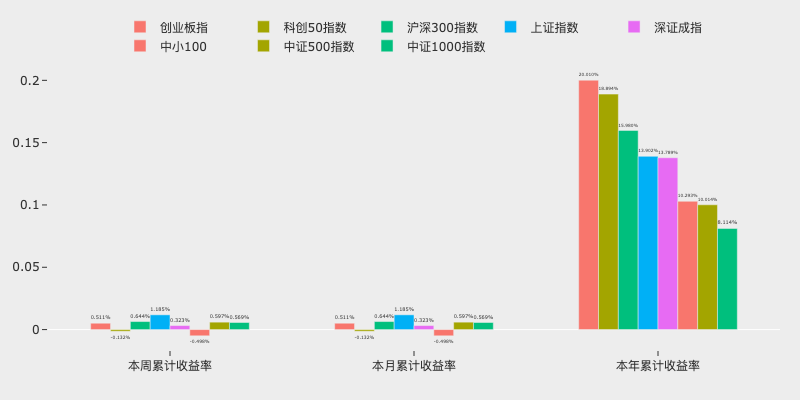 创业板指 科创50指数 沪深300指数 上证指数 深证成指
中小100 中证500指数 中证1000指数
0.2
0.15
0.1
0.05
0
0.511% -0.132% 0.644% 1.185% 0.323% -0.498% 0.597% 0.569%
0.511% -0.132% 0.644% 1.185% 0.323% -0.498% 0.597% 0.569%
20.010% 18.894% 15.980% 13.902% 13.789% 10.293% 8.114%
本周累计收益率 本月累计收益率 本年累计收益率